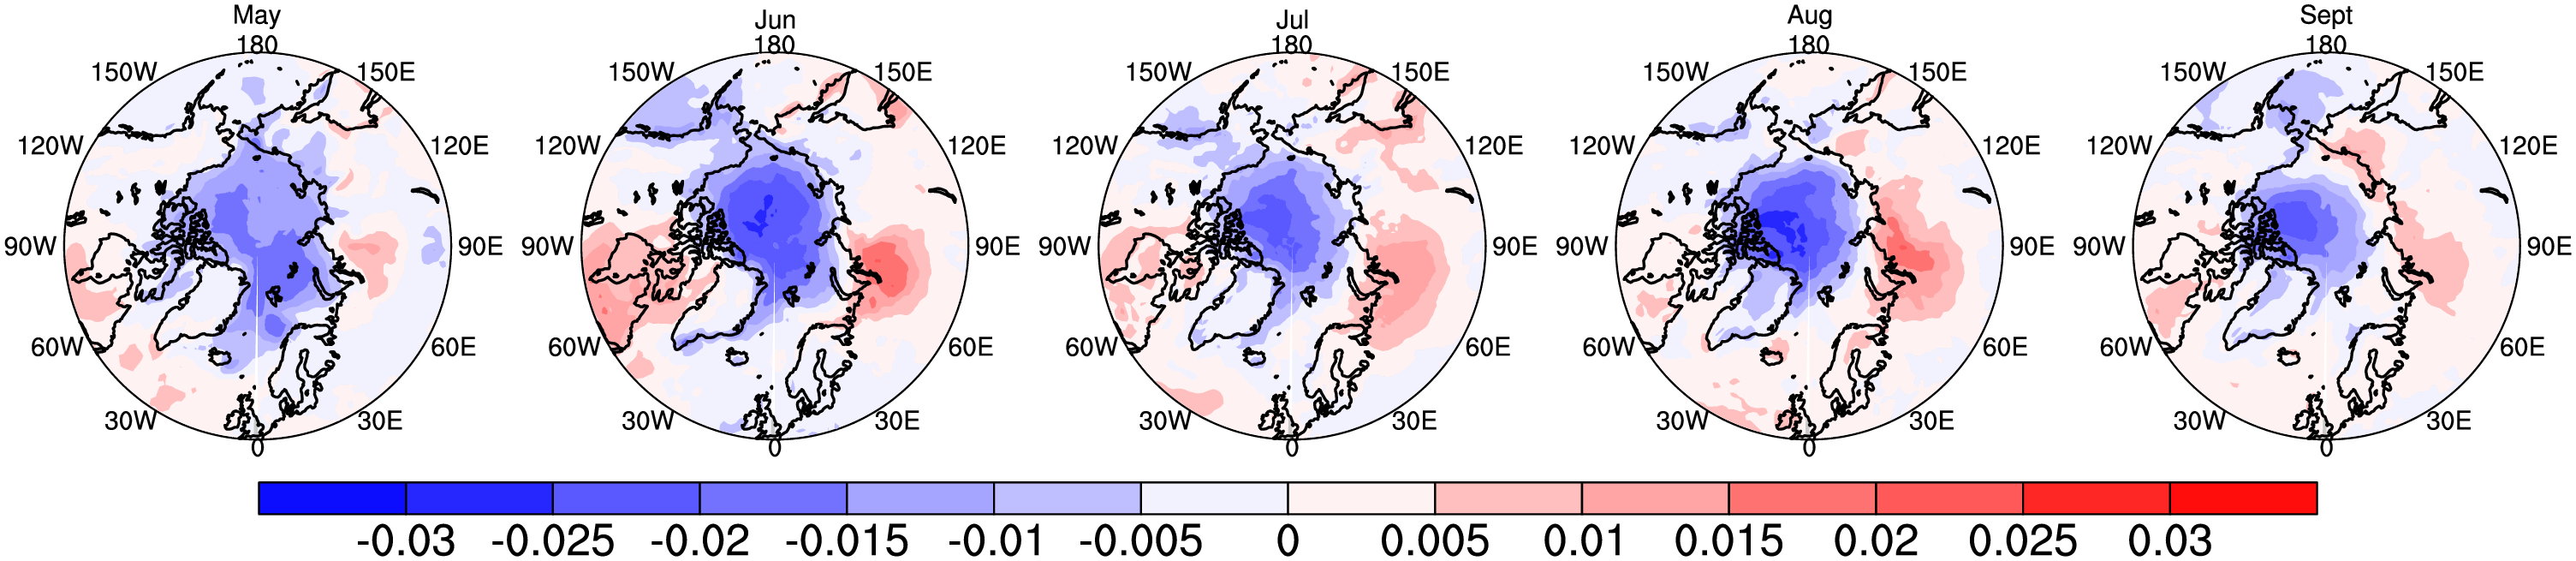 May Jun Jul Aug Sept
180 180 180 180 180
150W 150E 150W 150E 150W 150E 150W 150E 150W 150E
120W 120E 120W 120E 120W 120E 120W 120E 120W 120E
90W 90E 90W 90E 90W 90E 90W 90E 90W 90E
60W 60E 60W 60E 60W 60E 60W 60E 60W 60E
30W 30E 30W 30E 30W 30E 30W 30E 30W 30E
0 0 0 0 0
-0.03 -0.025 -0.02 -0.015 -0.01 -0.005 0 0.005 0.01 0.015 0.02 0.025 0.03